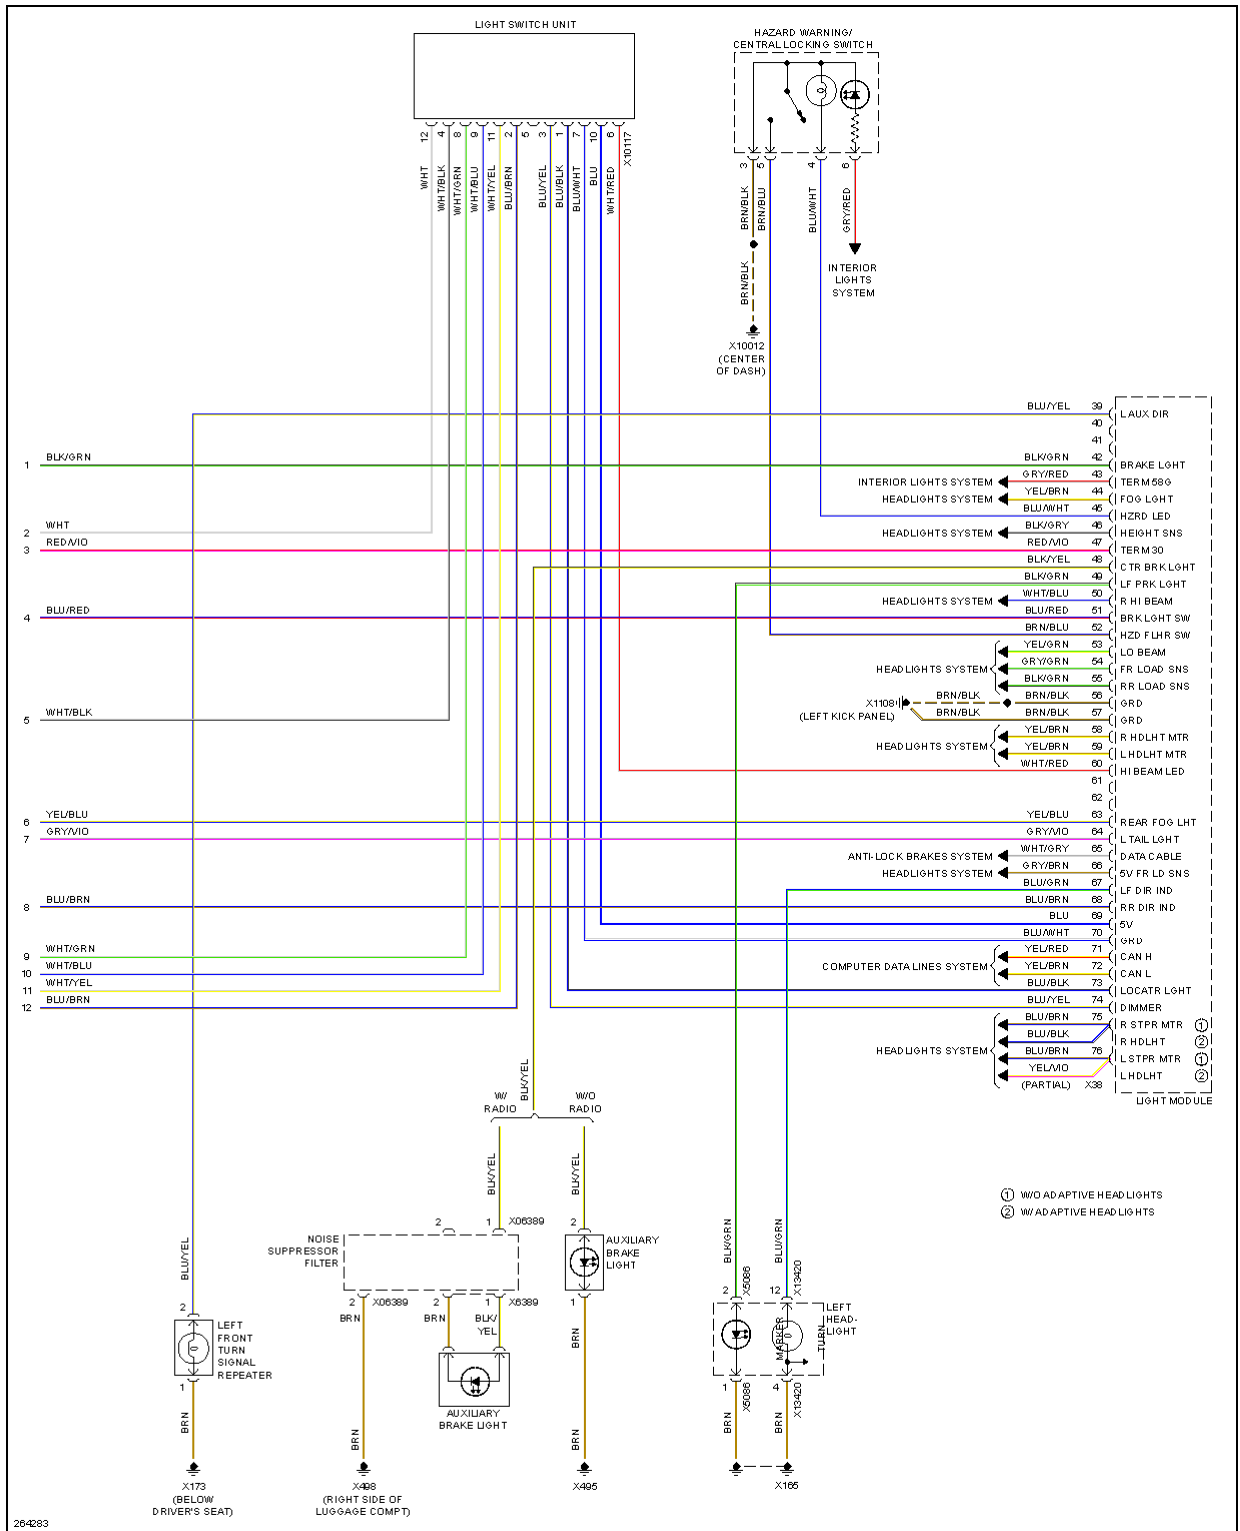 LIGHT SWITCH UNIT
HAZARD WARNING/
CENTRAL LOCKING SWITCH
12
4
8
9
11
2
5
3
1
7
10
6
X10117
WHT
WHT/BLK
WHT/GRN
WHT/BLU
WHT/YEL
BLU/BRN
BLU/YEL
BLU/BLK
BLU/WHT
BLU
WHT/RED
3
5
4
6
BRN/BLK
BRN/BLU
BLU/WHT
GRY/RED
BRN/BLK
INTERIOR
LIGHTS
SYSTEM
X10012
(CENTER
OF DASH)
BLU/YEL 39 L AUX DIR
40
41
1 BLK/GRN
BLK/GRN 42 BRAKE LGHT
INTERIOR LIGHTS SYSTEM GRY/RED 43 TERM 58G
HEADLIGHTS SYSTEM YEL/BRN 44 FOG LGHT
BLU/WHT 45 HZRD LED
2 WHT
HEADLIGHTS SYSTEM BLK/GRY 46 HEIGHT SNS
3 RED/VIO
RED/VIO 47 TERM 30
BLK/YEL 48 CTR BRK LGHT
BLK/GRN 49 LF PRK LGHT
HEADLIGHTS SYSTEM WHT/BLU 50 R HI BEAM
4 BLU/RED
BLU/RED 51 BRK LGHT SW
BRN/BLU 52 HZD FLHR SW
YEL/GRN 53 LO BEAM
HEADLIGHTS SYSTEM GRY/GRN 54 FR LOAD SNS
BLK/GRN 55 RR LOAD SNS
X1108 BRN/BLK BRN/BLK 56 GRD
5 WHT/BLK
(LEFT KICK PANEL) BRN/BLK BRN/BLK 57 GRD
YEL/BRN 58 R HDLHT MTR
HEADLIGHTS SYSTEM YEL/BRN 59 L HDLHT MTR
WHT/RED 60 HI BEAM LED
61
62
6 YEL/BLU
YEL/BLU 63 REAR FOG LHT
7 GRY/VIO
GRY/VIO 64 L TAIL LGHT
ANTI-LOCK BRAKES SYSTEM WHT/GRY 65 DATA CABLE
HEADLIGHTS SYSTEM GRY/BRN 66 5V FR LD SNS
BLU/GRN 67 LF DIR IND
8 BLU/BRN
BLU/BRN 68 RR DIR IND
BLU 69 5V
BLU/WHT 70 GRD
9 WHT/GRN
YEL/RED 71 CAN H
COMPUTER DATA LINES SYSTEM
10 WHT/BLU
YEL/BRN 72 CAN L
11 WHT/YEL
BLU/BLK 73 LOCATR LGHT
12 BLU/BRN
BLU/YEL 74 DIMMER
BLU/BRN 75 R STPR MTR 1
BLU/BLK R HDLHT 2
HEADLIGHTS SYSTEM
BLU/BRN 76 L STPR MTR 1
YEL/VIO L HDLHT 2
(PARTIAL) X38
LIGHT MODULE
BLK/YEL
W/
RADIO
W/O
RADIO
BLK/YEL
BLK/YEL
1 W/O ADAPTIVE HEADLIGHTS
2 W/ ADAPTIVE HEADLIGHTS
BLU/YEL
2
1
X06389
2
NOISE
SUPPRESSOR
FILTER
AUXILIARY
BRAKE
LIGHT
BLK/GRN
BLU/GRN
2
X5086
12
X13420
2
X06389
2
1
X6389
1
2
LEFT
FRONT
TURN
SIGNAL
REPEATER
BRN
BRN
BLK/
YEL
BRN
LEFT
HEAD-
LIGHT
MARKER
TURN
1
X5086
4
X13420
1
AUXILIARY
BRAKE LIGHT
BRN
BRN
BRN
BRN
X173
(BELOW
DRIVER'S SEAT)
X498
(RIGHT SIDE OF
LUGGAGE COMPT)
X495
X165
264283